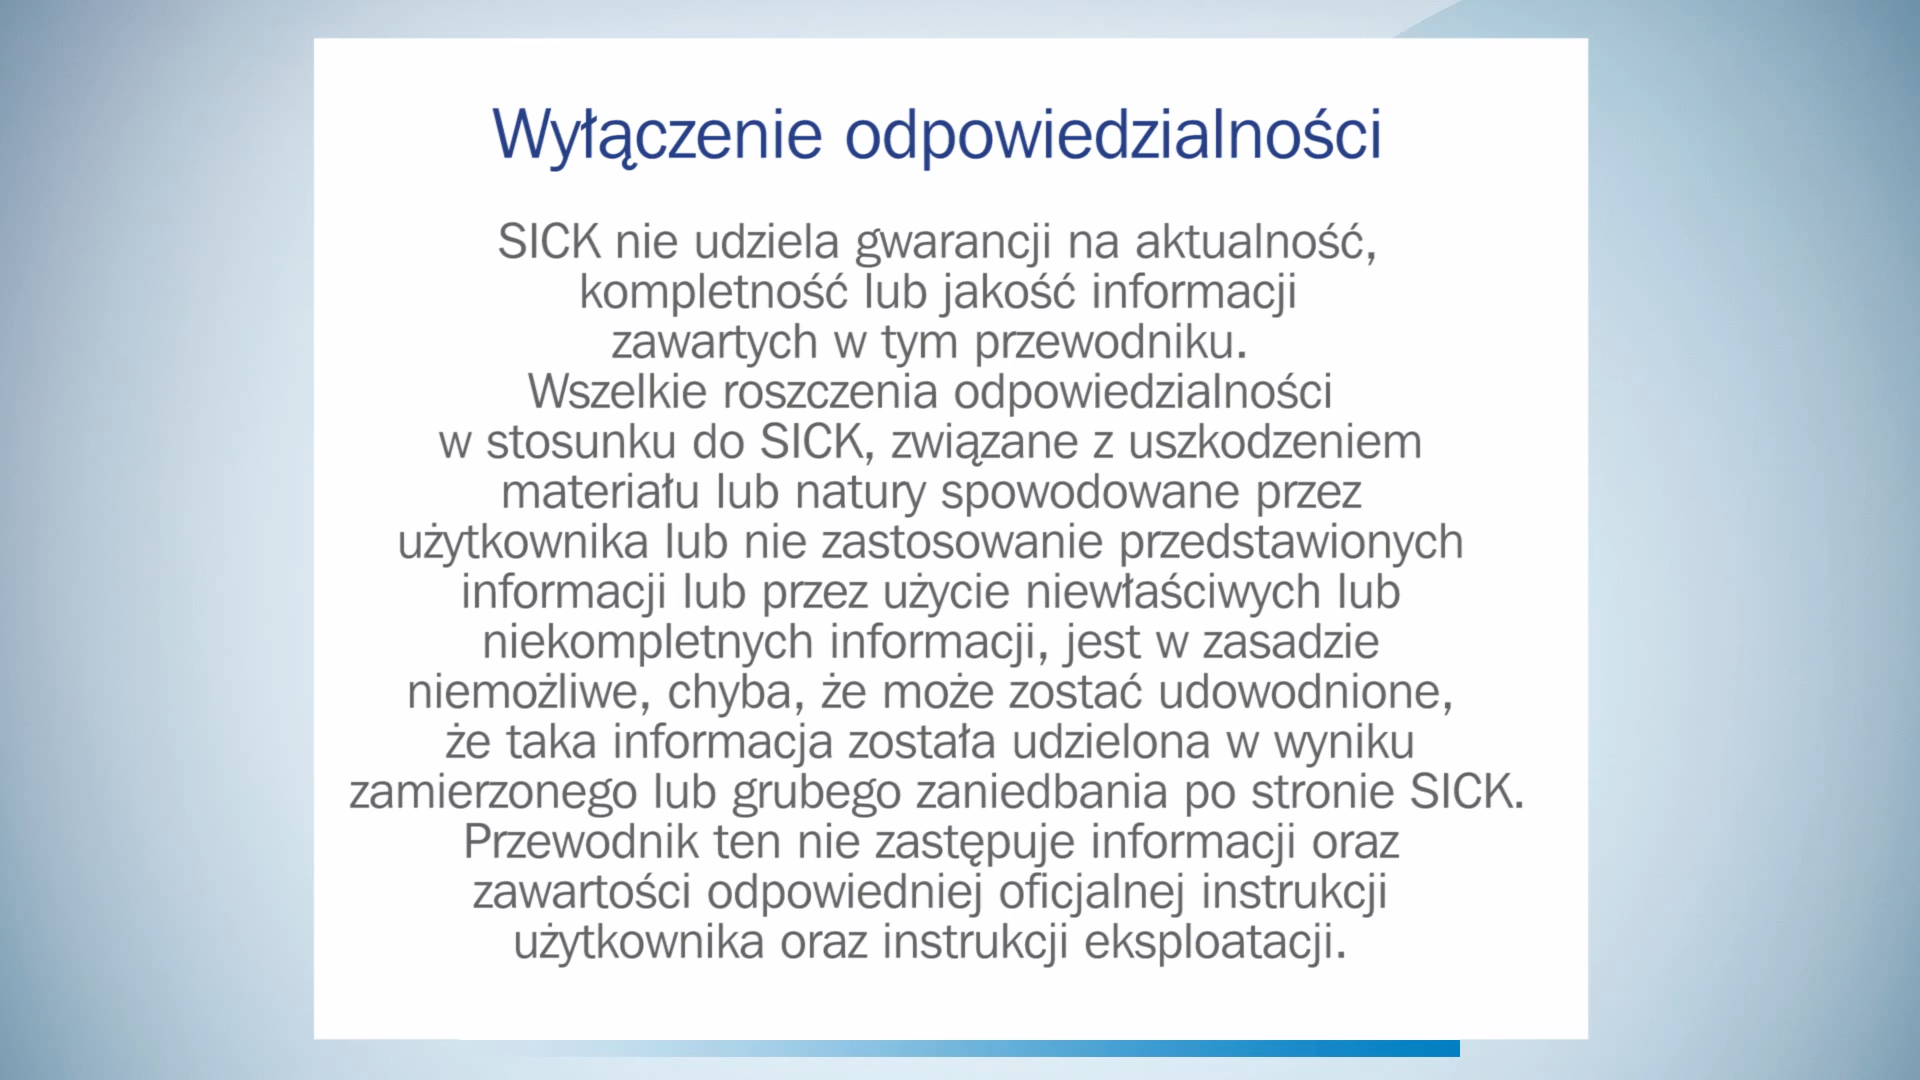 Wyłączenie odpowiedzialności
SICK nie udziela gwarancji na aktualność,
kompletność lub jakość informacji
zawartych w tym przewodniku.
Wszelkie roszczenia odpowiedzialności
w stosunku do SICK, związane z uszkodzeniem
materiału lub natury spowodowane przez
użytkownika lub nie zastosowanie przedstawionych
informacji lub przez użycie niewłaściwych lub
niekompletnych informacji, jest w zasadzie
niemożliwe, chyba, że może zostać udowodnione,
że taka informacja została udzielona w wyniku
zamierzonego lub grubego zaniedbania po stronie SICK.
Przewodnik ten nie zastępuje informacji oraz
zawartości odpowiedniej oficjalnej instrukcji
użytkownika oraz instrukcji eksploatacji.